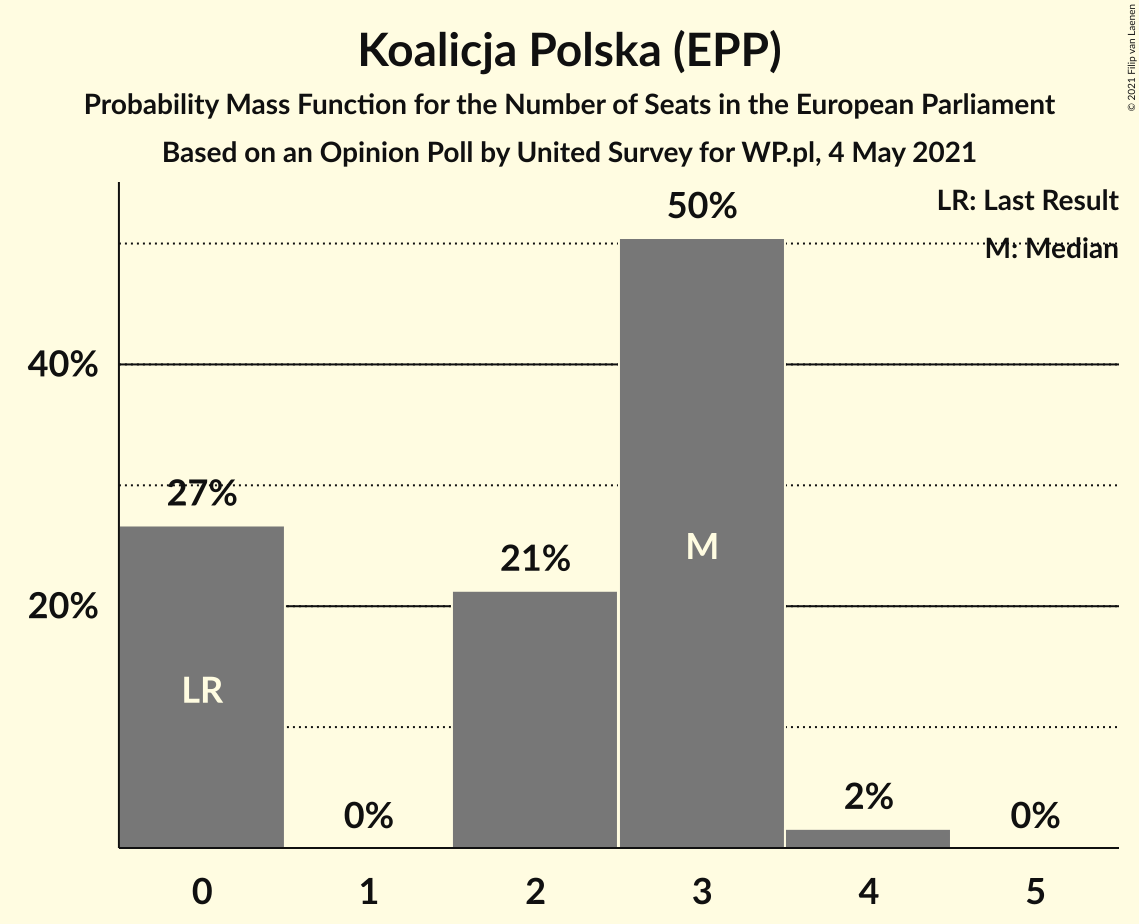 Koalicja Polska (EPP)
Probability Mass Function for the Number of Seats in the European Parliament
Based on an Opinion Poll by United Survey for WP.pl, 4 May 2021
© 2021 Filip van Laenen
LR: Last Result
M: Median
50%
40%
27%
M
21%
20%
LR
2%
0%
0%
0 1 2 3 4 5